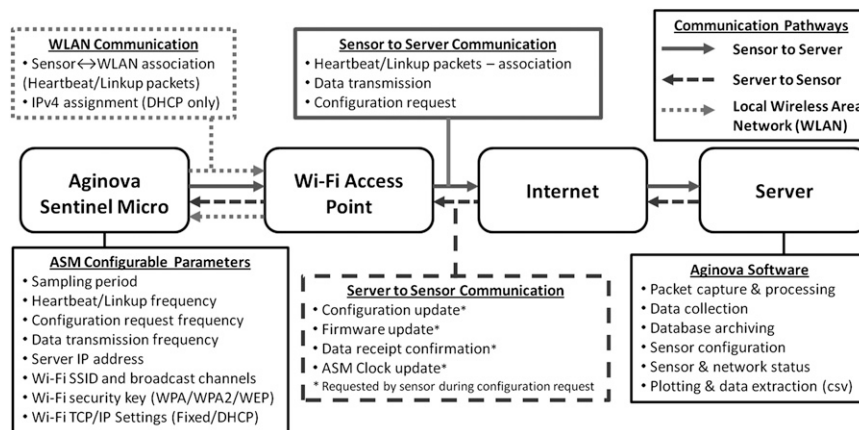 WLAN Communication
• Sensor↔WLAN association
(Heartbeat/Linkup packets)
• IPv4 assignment (DHCP only)
Sensor to Server Communication
• Heartbeat/Linkup packets – association
• Data transmission
• Configuration request
Communication Pathways
Sensor to Server
Server to Sensor
Local Wireless Area
Network (WLAN)
Aginova
Sentinel Micro
Wi-Fi Access
Point
Internet
Server
ASM Configurable Parameters
• Sampling period
• Heartbeat/Linkup frequency
• Configuration request frequency
• Data transmission frequency
• Server IP address
• Wi-Fi SSID and broadcast channels
• Wi-Fi security key (WPA/WPA2/WEP)
• Wi-Fi TCP/IP Settings (Fixed/DHCP)
Server to Sensor Communication
• Configuration update*
• Firmware update*
• Data receipt confirmation*
• ASM Clock update*
* Requested by sensor during configuration request
Aginova Software
• Packet capture & processing
• Data collection
• Database archiving
• Sensor configuration
• Sensor & network status
• Plotting & data extraction (csv)